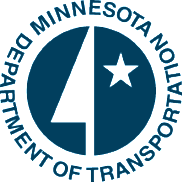 MINNESOTA
DEPARTMENT OF TRANSPORTATION